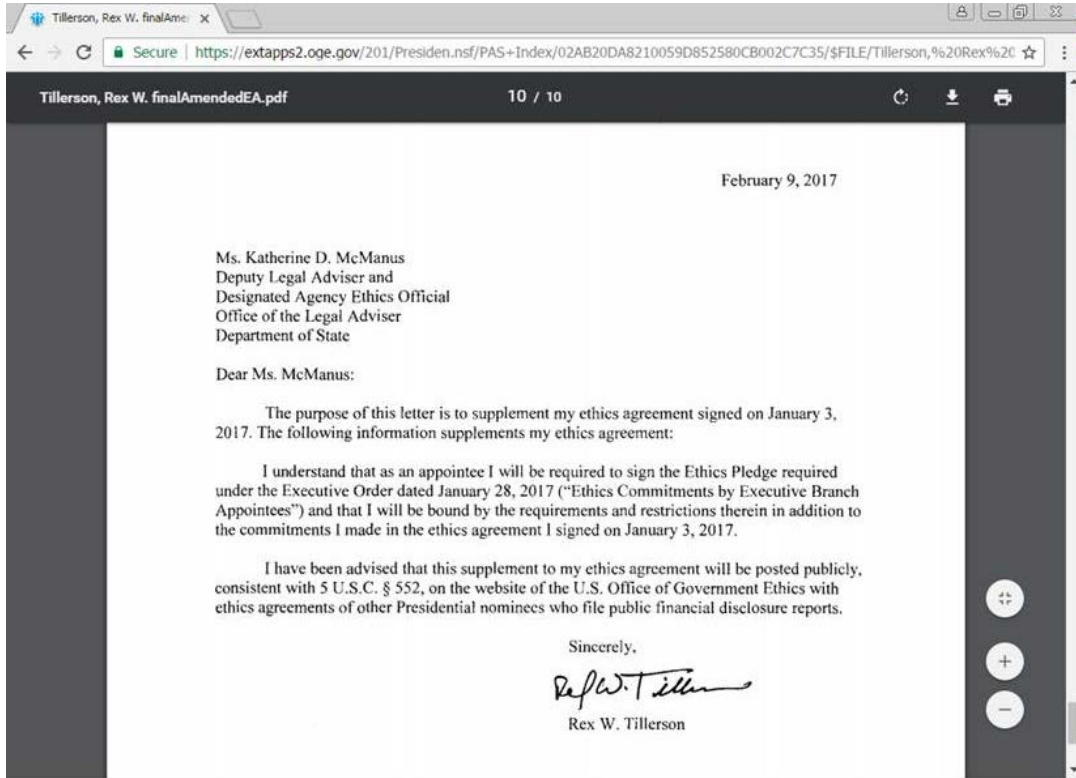 Tillerson, Rex W. finalAme
Secure | https://extapps2.oge.gov/201/Presiden.nsf/PAS+Index/02AB20DA8210059D852580CB002C7C35/$FILE/Tillerson,%20Rex%20
Tillerson, Rex W. finalAmendedEA.pdf 10 / 10
February 9, 2017
Ms. Katherine D. McManus
Deputy Legal Adviser and
Designated Agency Ethics Official
Office of the Legal Adviser
Department of State
Dear Ms. McManus:
The purpose of this letter is to supplement my ethics agreement signed on January 3,
2017. The following information supplements my ethics agreement:
I understand that as an appointee I will be required to sign the Ethics Pledge required
under the Executive Order dated January 28, 2017 (“Ethics Commitments by Executive Branch
Appointees”) and that I will be bound by the requirements and restrictions therein in addition to
the commitments I made in the ethics agreement I signed on January 3, 2017.
I have been advised that this supplement to my ethics agreement will be posted publicly,
consistent with 5 U.S.C. § 552, on the website of the U.S. Office of Government Ethics with
ethics agreements of other Presidential nominees who file public financial disclosure reports.
Sincerely,
Rex W. Tillerson
Rex W. Tillerson